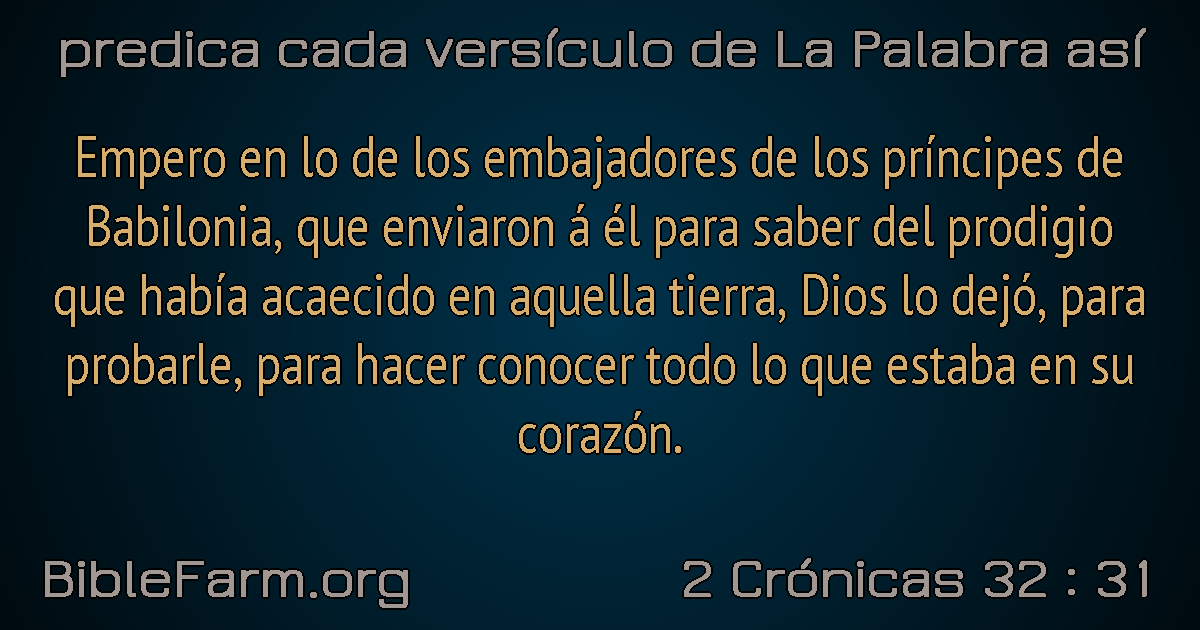 predica cada versículo de La Palabra así
Empero en lo de los embajadores de los príncipes de
Babilonia, que enviaron á él para saber del prodigio
que había acaecido en aquella tierra, Dios lo dejó, para
probarle, para hacer conocer todo lo que estaba en su
corazón.
BibleFarm.org
2 Crónicas 32 : 31